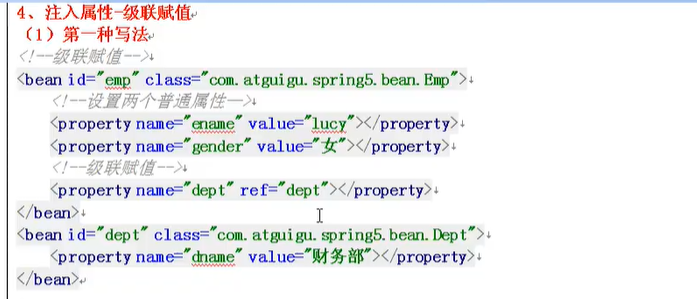 4、注入属性-级联赋值
（1）第一种写法
<!--级联赋值-->
<bean id="emp" class="com.atguigu.spring5.bean.Emp">
<!--设置两个普通属性-->
<property name="ename" value="lucy"></property>
<property name="gender" value="女"></property>
<!--级联赋值-->
<property name="dept" ref="dept"></property>
</bean>
<bean id="dept" class="com.atguigu.spring5.bean.Dept">
<property name="dname" value="财务部"></property>
</bean>